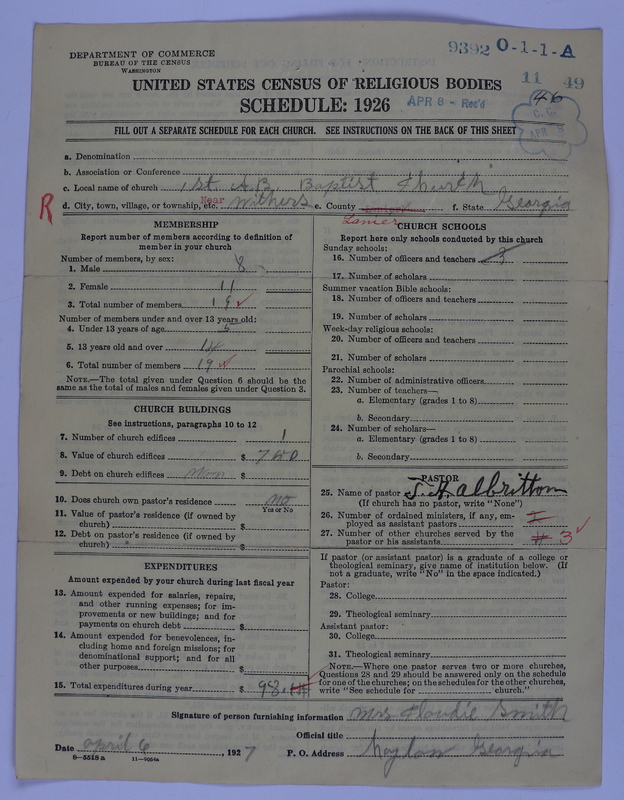 9392 O-1-1-A
DEPARTMENT OF COMMERCE
BUREAU OF THE CENSUS
WASHINGTON
11 49
UNITED STATES CENSUS OF RELIGIOUS BODIES
SCHEDULE: 1926
APR 8 - Rec'd
46
C. G.
APR 8
FILL OUT A SEPARATE SCHEDULE FOR EACH CHURCH. SEE INSTRUCTIONS ON THE BACK OF THIS SHEET
a. Denomination
b. Association or Conference
c. Local name of church 1st A.B. Baptist Church
R d. City, town, village, or township, etc. Near Withers e. County Lanier f. State Georgia
MEMBERSHIP
Report number of members according to definition of
member in your church
Number of members, by sex:
1. Male 8
2. Female 11
3. Total number of members 19 ✓
Number of members under and over 13 years old:
4. Under 13 years of age 5
5. 13 years old and over 14
6. Total number of members 19 ✓
NOTE.—The total given under Question 6 should be
same as the total of males and females given under Question 3.
CHURCH BUILDINGS
See instructions, paragraphs 10 to 12
7. Number of church edifices 1
8. Value of church edifices $
9. Debt on church edifices $
10. Does church own pastor's residence no
Yes or No
11. Value of pastor's residence (if owned by
church) $
12. Debt on pastor's residence (if owned by
church) $
EXPENDITURES
Amount expended by your church during last fiscal year
13. Amount expended for salaries, repairs,
and other running expenses; for im-
provements or new buildings; and for
payments on church debt $
14. Amount expended for benevolences, in-
cluding home and foreign missions; for
denominational support; and for all
other purposes $
15. Total expenditures during year $ 98.
CHURCH SCHOOLS
Report here only schools conducted by this church
Sunday schools:
16. Number of officers and teachers 3
17. Number of scholars
Summer vacation Bible schools:
18. Number of officers and teachers
19. Number of scholars
Week-day religious schools:
20. Number of officers and teachers
21. Number of scholars
Parochial schools:
22. Number of administrative officers
23. Number of teachers—
a. Elementary (grades 1 to 8)
b. Secondary
24. Number of scholars—
a. Elementary (grades 1 to 8)
b. Secondary
PASTOR
25. Name of pastor J. H. Albritton
(If church has no pastor, write "None")
26. Number of ordained ministers, if any, em-
ployed as assistant pastors
27. Number of other churches served by the
pastor or his assistants 3 ✓
If pastor (or assistant pastor) is a graduate of a college or
theological seminary, give name of institution below. (If
not a graduate, write "No" in the space indicated.)
Pastor:
28. College
29. Theological seminary
Assistant pastor:
30. College
31. Theological seminary
NOTE.—Where one pastor serves two or more churches,
Questions 28 and 29 should be answered only on the schedule
for one of the churches; on the schedules for the other churches,
write "See schedule for church."
Signature of person furnishing information Mrs Smith
Official title
Date April 6, 1927 P. O. Address Naylor Georgia
8-5518 a 11-9054a